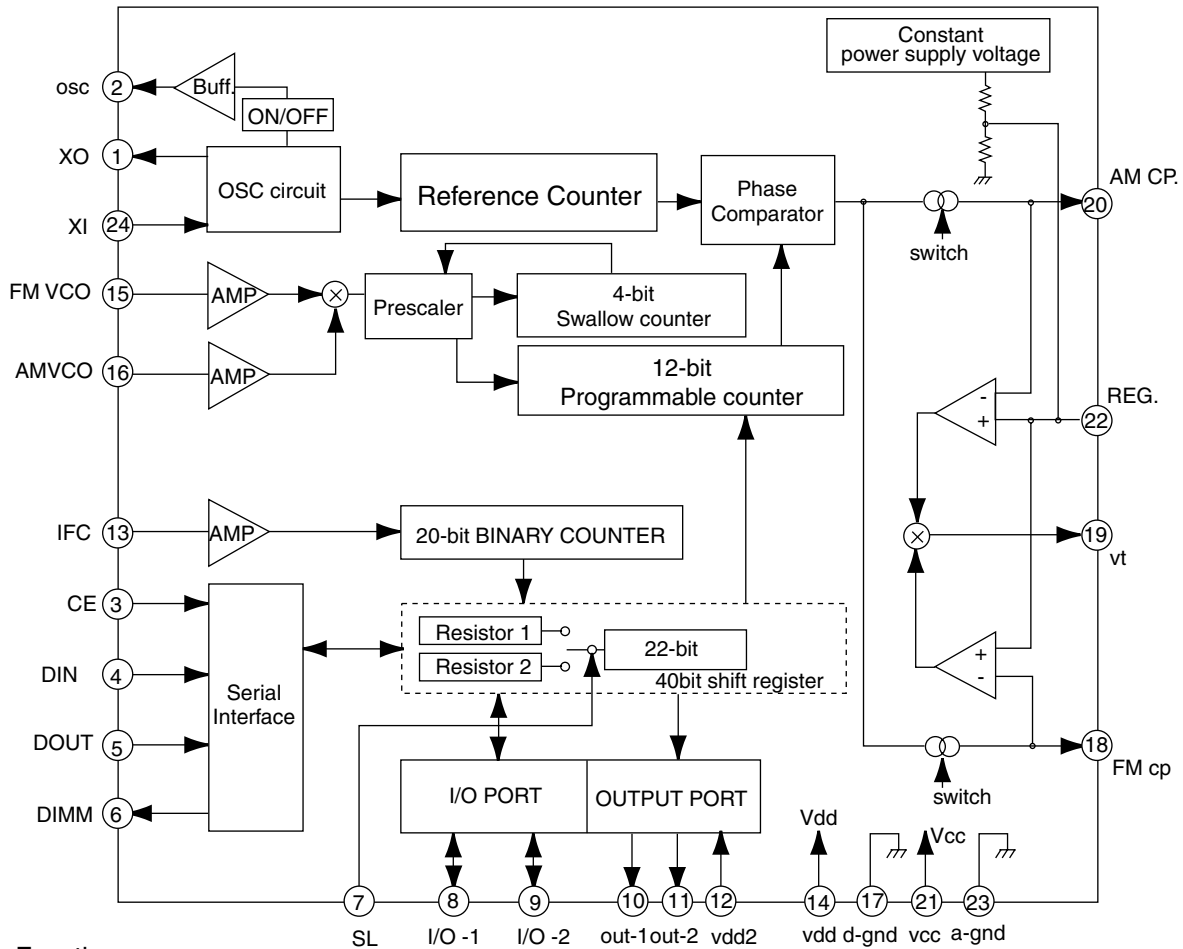 Constant
power supply voltage
osc
2
Buff.
ON/OFF
XO
1
OSC circuit
Reference Counter
Phase
Comparator
AM CP.
20
XI
24
switch
FM VCO
15
AMP
Prescaler
4-bit
Swallow counter
AMVCO
16
AMP
12-bit
Programmable counter
-
+
REG.
22
IFC
13
AMP
20-bit BINARY COUNTER
19
vt
CE
3
Resistor 1
Resistor 2
22-bit
40bit shift register
DIN
4
Serial
Interface
+
-
DOUT
5
18
FM cp
switch
DIMM
6
I/O PORT
OUTPUT PORT
Vdd
Vcc
7
8
9
10
11
12
14
17
21
23
SL
I/O -1
I/O -2
out-1
out-2
vdd2
vdd
d-gnd
vcc
a-gnd